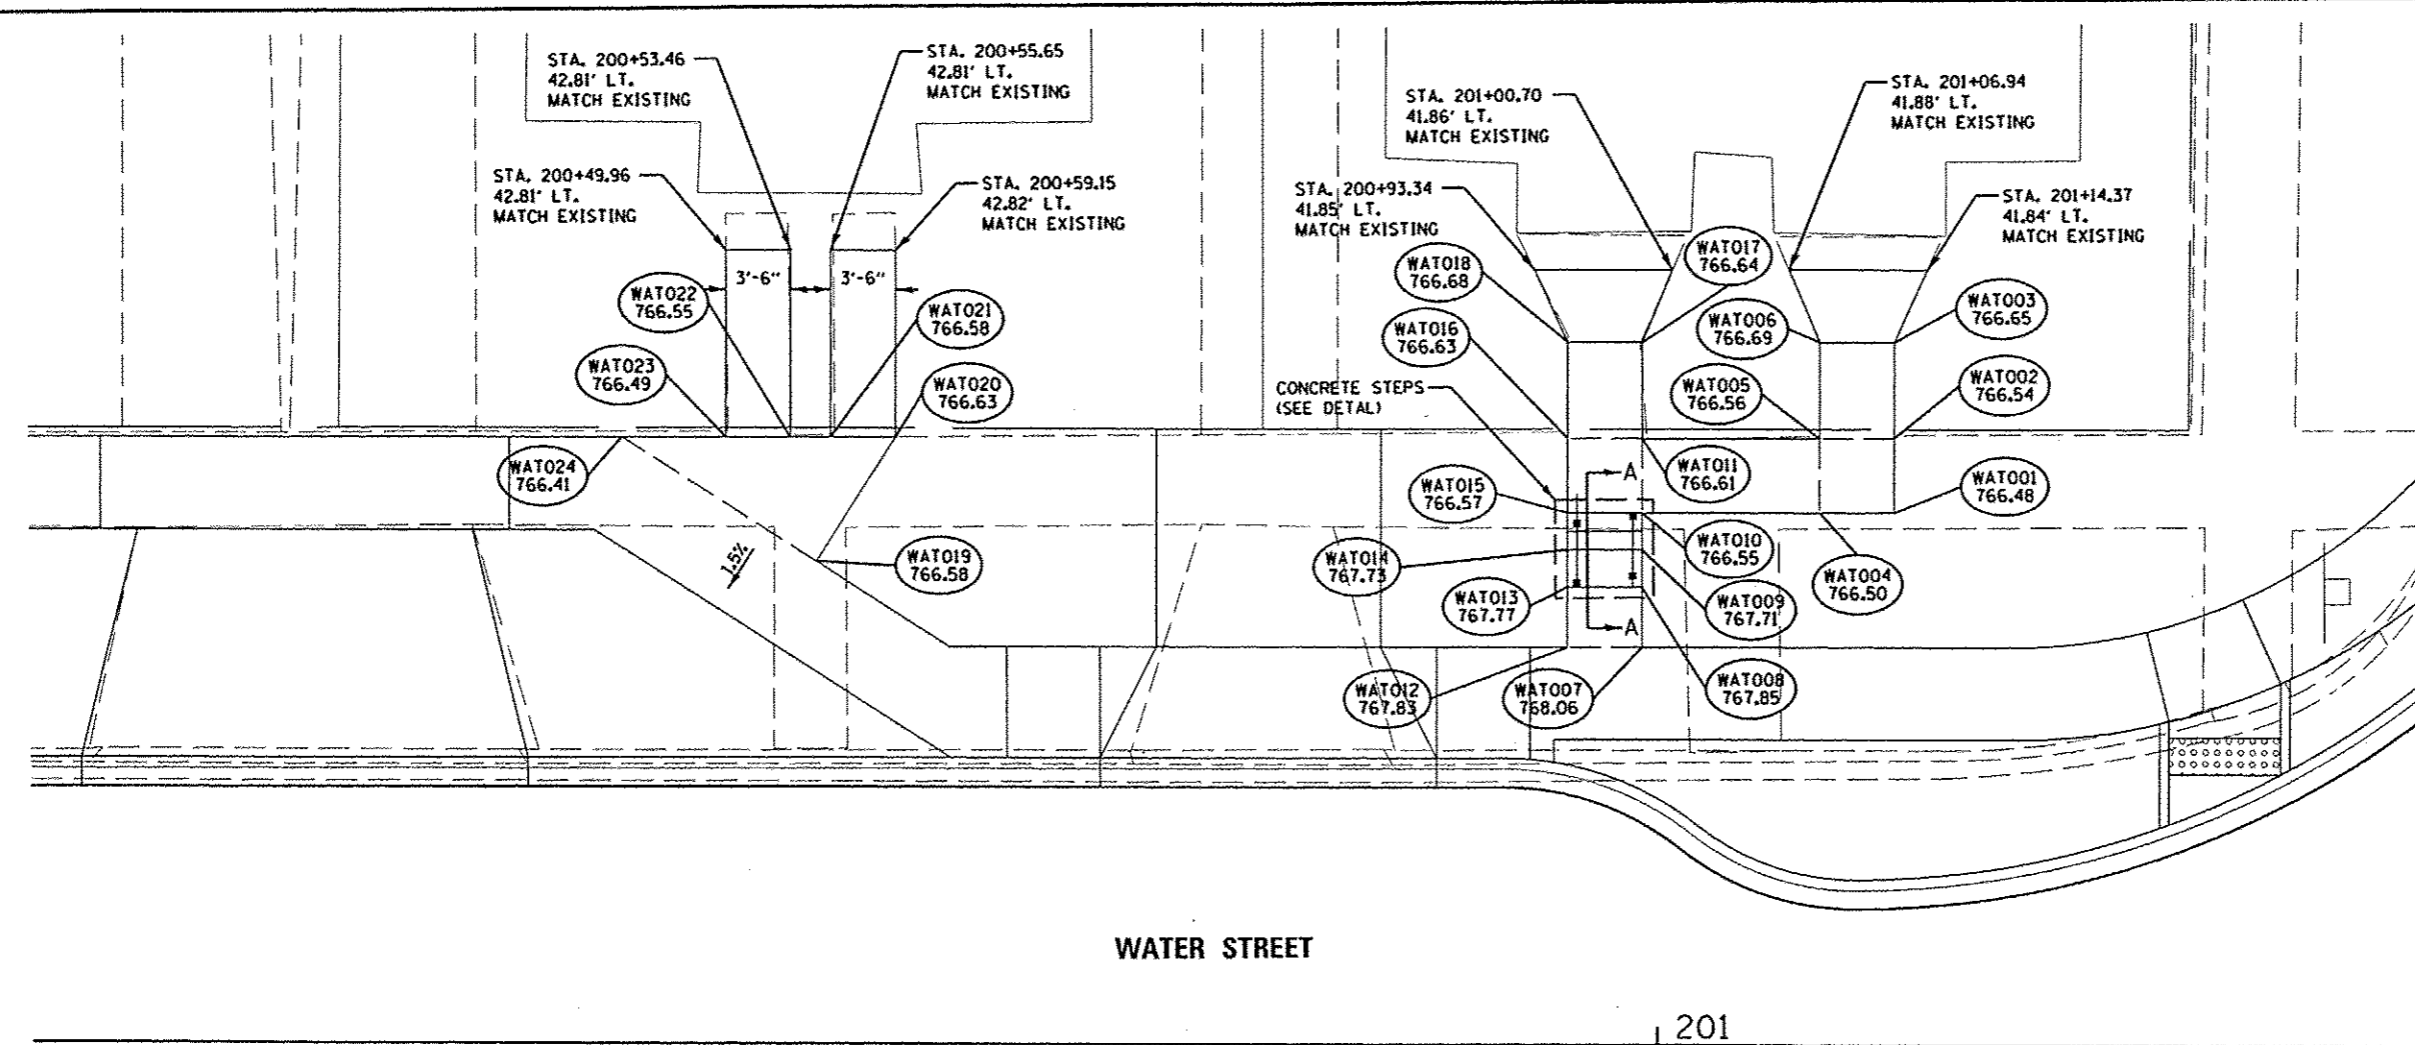 STA. 200+53.46
42.81' LT.
MATCH EXISTING
STA. 200+55.65
42.81' LT.
MATCH EXISTING
STA. 201+00.70
41.86' LT.
MATCH EXISTING
STA. 201+06.94
41.88' LT.
MATCH EXISTING
STA. 200+49.96
42.81' LT.
MATCH EXISTING
STA. 200+59.15
42.82' LT.
MATCH EXISTING
STA. 200+93.34
41.85' LT.
MATCH EXISTING
STA. 201+14.37
41.84' LT.
MATCH EXISTING
3'-6"
3'-6"
WAT022
766.55
WAT021
766.58
WAT018
766.68
WAT017
766.64
WAT016
766.63
WAT006
766.69
WAT003
766.65
WAT023
766.49
WAT020
766.63
CONCRETE STEPS
(SEE DETAL)
WAT005
766.56
WAT002
766.54
WAT024
766.41
WAT015
766.57
A
WAT011
766.61
WAT001
766.48
1.5%
WAT019
766.58
WAT014
767.73
WAT010
766.55
WAT004
766.50
WAT013
767.77
WAT009
767.71
A
WAT012
767.83
WAT007
768.06
WAT008
767.85
WATER STREET
201